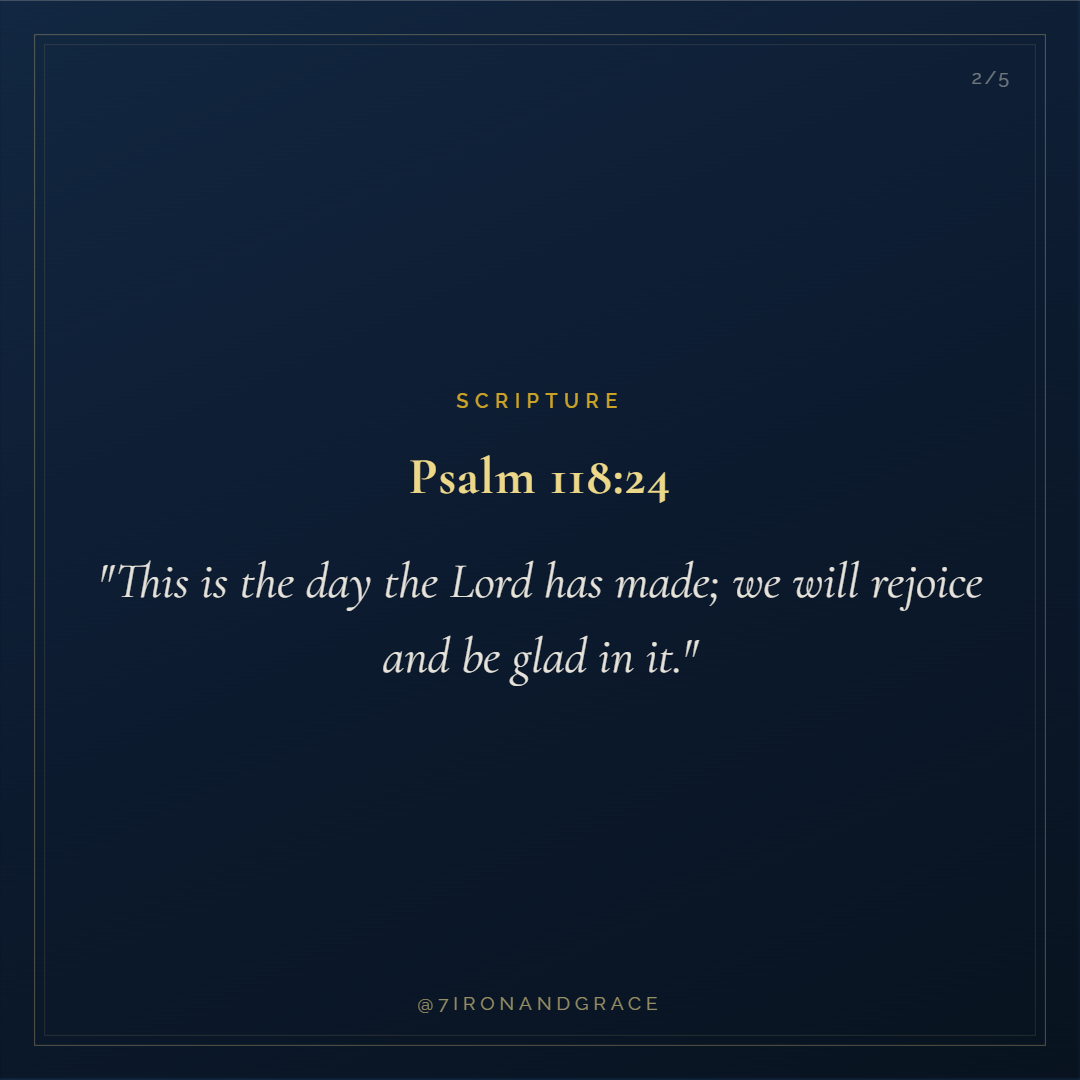 2/5
SCRIPTURE
Psalm 118:24
"This is the day the Lord has made; we will rejoice
and be glad in it."
@7IRONANDGRACE